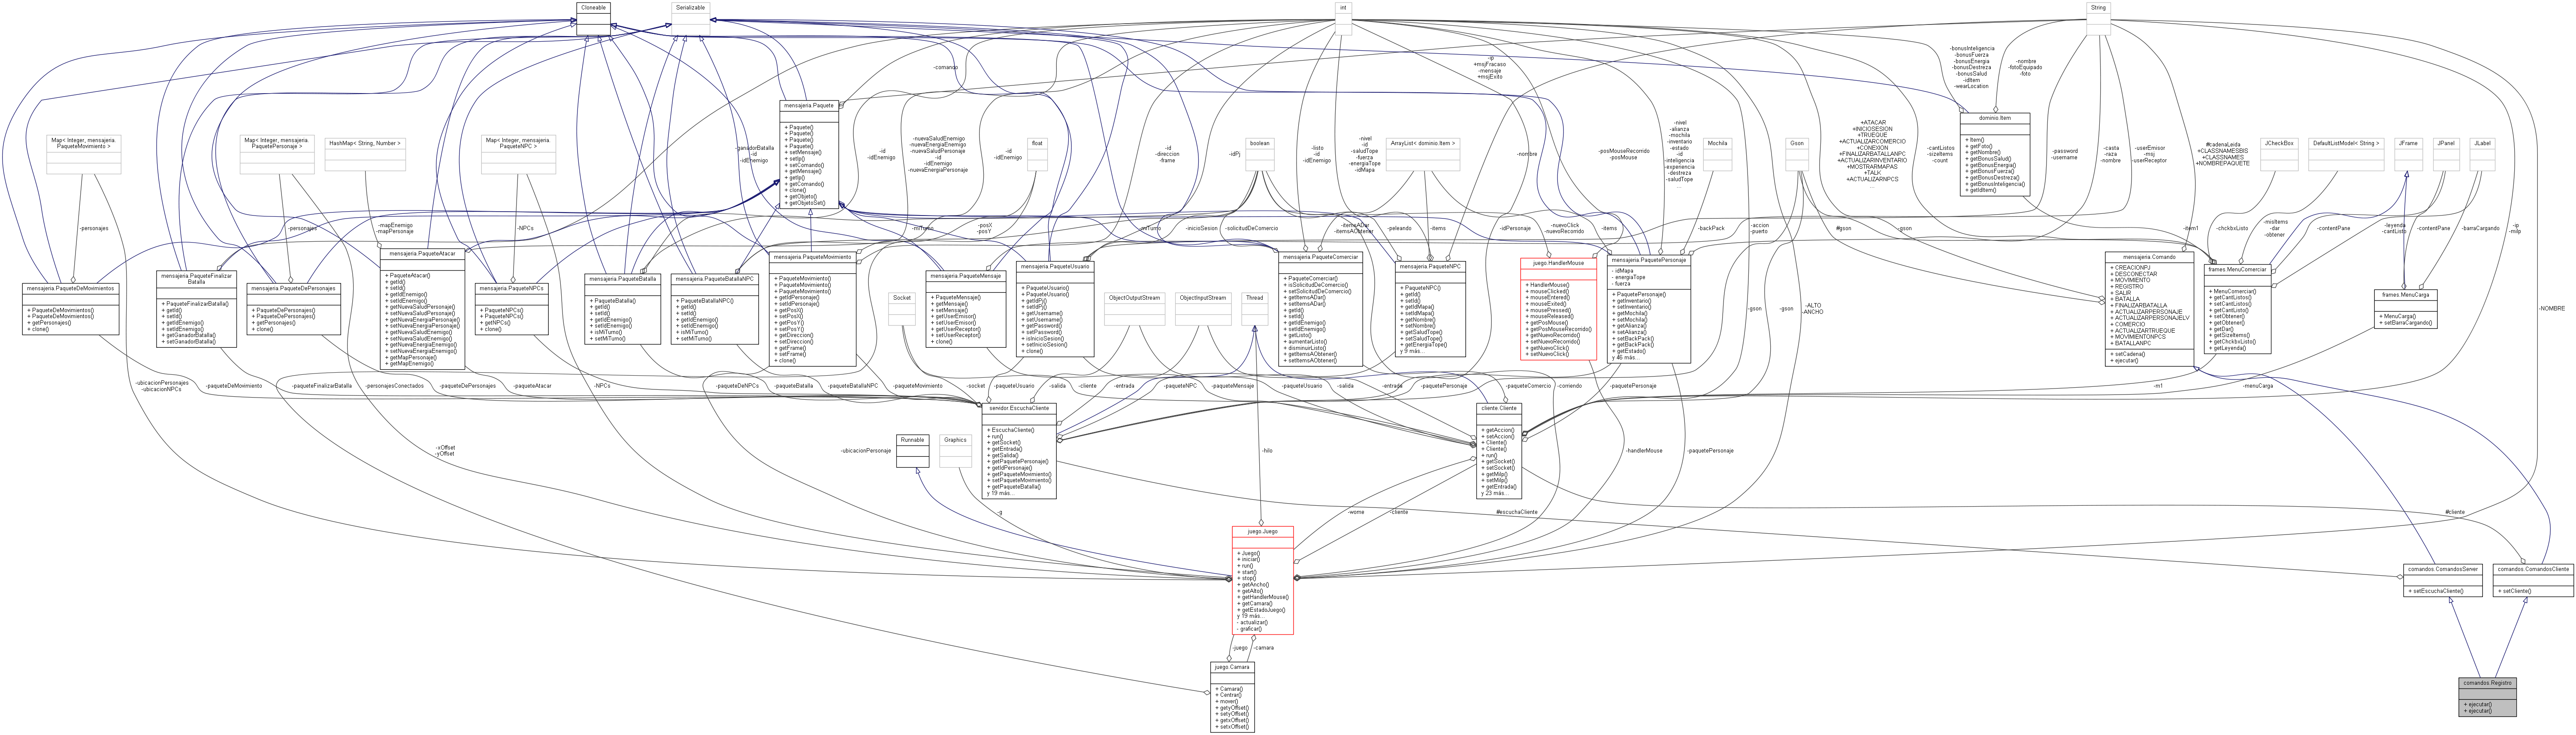 Cloneable
Serializable
int
String
-comando
-ip
+msjFracaso
-mensaje
+msjExito
-bonusInteligencia
-bonusFuerza
-bonusEnergia
-bonusDestreza
-bonusSalud
-idItem
-wearLocation
-nombre
-fotoEquipado
-foto
mensajeria.Paquete
+ Paquete()
+ Paquete()
+ Paquete()
+ Paquete()
+ setMensaje()
+ setIp()
+ setComando()
+ getMensaje()
+ getIp()
+ getComando()
+ clone()
+ getObjeto()
+ getObjetoSet()
dominio.Item
+ Item()
+ getFoto()
+ getNombre()
+ getBonusSalud()
+ getBonusEnergia()
+ getBonusFuerza()
+ getBonusDestreza()
+ getBonusInteligencia()
+ getIdItem()
Map< Integer, mensajeria.
PaqueteMovimiento >
Map< Integer, mensajeria.
PaquetePersonaje >
HashMap< String, Number >
Map< Integer, mensajeria.
PaqueteNPC >
-ganadorBatalla
-id
-idEnemigo
-id
-idEnemigo
-nuevaSaludEnemigo
-nuevaEnergiaEnemigo
-nuevaSaludPersonaje
-id
-idEnemigo
-nuevaEnergiaPersonaje
-id
-idEnemigo
float
-id
-direccion
-frame
-idPj
boolean
-listo
-id
-idEnemigo
-nivel
-id
-saludTope
-fuerza
-energiaTope
-idMapa
ArrayList< dominio.Item >
-nombre
-posMouseRecorrido
-posMouse
-nivel
-alianza
-mochila
-inventario
-estado
-id
-inteligencia
-experiencia
-destreza
-saludTope
...
Mochila
Gson
+ATACAR
+INICIOSESION
+TRUEQUE
+ACTUALIZARCOMERCIO
+CONEXION
+FINALIZARBATALLANPC
+ACTUALIZARINVENTARIO
+MOSTRARMAPAS
+TALK
+ACTUALIZARNPCS
...
-cantListos
-sizeItems
-count
-password
-username
-casta
-raza
-nombre
-userEmisor
-msj
-userReceptor
#cadenaLeida
+CLASSNAMESBIS
+CLASSNAMES
+NOMBREPAQUETE
JCheckBox
DefaultListModel< String >
JFrame
JPanel
JLabel
-ip
-miIp
-personajes
-personajes
-mapEnemigo
-mapPersonaje
-NPCs
-miTurno
-posX
-posY
-miTurno
-inicioSesion
-solicitudDeComercio
-itemsADar
-itemsAObtener
-peleando
-items
-idPersonaje
-nuevoClick
-nuevoRecorrido
-items
-backPack
-accion
-puerto
#gson
-gson
-item1
-chckbxListo
-misItems
-dar
-obtener
-contentPane
-leyenda
-cantListo
-contentPane
-barraCargando
mensajeria.PaqueteDeMovimientos
+ PaqueteDeMovimientos()
+ PaqueteDeMovimientos()
+ getPersonajes()
+ clone()
mensajeria.PaqueteFinalizar
Batalla
+ PaqueteFinalizarBatalla()
+ getId()
+ setId()
+ getIdEnemigo()
+ setIdEnemigo()
+ getGanadorBatalla()
+ setGanadorBatalla()
mensajeria.PaqueteDePersonajes
+ PaqueteDePersonajes()
+ PaqueteDePersonajes()
+ getPersonajes()
+ clone()
mensajeria.PaqueteAtacar
+ PaqueteAtacar()
+ getId()
+ setId()
+ getIdEnemigo()
+ setIdEnemigo()
+ getNuevaSaludPersonaje()
+ setNuevaSaludPersonaje()
+ getNuevaEnergiaPersonaje()
+ setNuevaEnergiaPersonaje()
+ getNuevaSaludEnemigo()
+ setNuevaSaludEnemigo()
+ getNuevaEnergiaEnemigo()
+ setNuevaEnergiaEnemigo()
+ getMapPersonaje()
+ getMapEnemigo()
mensajeria.PaqueteNPCs
+ PaqueteNPCs()
+ PaqueteNPCs()
+ getNPCs()
+ clone()
mensajeria.PaqueteBatalla
+ PaqueteBatalla()
+ getId()
+ setId()
+ getIdEnemigo()
+ setIdEnemigo()
+ isMiTurno()
+ setMiTurno()
mensajeria.PaqueteBatallaNPC
+ PaqueteBatallaNPC()
+ getId()
+ setId()
+ getIdEnemigo()
+ setIdEnemigo()
+ isMiTurno()
+ setMiTurno()
mensajeria.PaqueteMovimiento
+ PaqueteMovimiento()
+ PaqueteMovimiento()
+ PaqueteMovimiento()
+ getIdPersonaje()
+ setIdPersonaje()
+ getPosX()
+ setPosX()
+ getPosY()
+ setPosY()
+ getDireccion()
+ setDireccion()
+ getFrame()
+ setFrame()
+ clone()
Socket
mensajeria.PaqueteMensaje
+ PaqueteMensaje()
+ getMensaje()
+ setMensaje()
+ getUserEmisor()
+ setUserEmisor()
+ getUserReceptor()
+ setUserReceptor()
+ clone()
mensajeria.PaqueteUsuario
+ PaqueteUsuario()
+ PaqueteUsuario()
+ getIdPj()
+ setIdPj()
+ getUsername()
+ setUsername()
+ getPassword()
+ setPassword()
+ isInicioSesion()
+ setInicioSesion()
+ clone()
ObjectOutputStream
ObjectInputStream
Thread
mensajeria.PaqueteComerciar
+ PaqueteComerciar()
+ isSolicitudDeComercio()
+ setSolicitudDeComercio()
+ getItemsADar()
+ setItemsADar()
+ getId()
+ setId()
+ getIdEnemigo()
+ setIdEnemigo()
+ getListo()
+ aumentarListo()
+ disminuirListo()
+ getItemsAObtener()
+ setItemsAObtener()
mensajeria.PaqueteNPC
+ PaqueteNPC()
+ getId()
+ setId()
+ getIdMapa()
+ setIdMapa()
+ getNombre()
+ setNombre()
+ getSaludTope()
+ setSaludTope()
+ getEnergiaTope()
y 9 más...
juego.HandlerMouse
+ HandlerMouse()
+ mouseClicked()
+ mouseEntered()
+ mouseExited()
+ mousePressed()
+ mouseReleased()
+ getPosMouse()
+ getPosMouseRecorrido()
+ getNuevoRecorrido()
+ setNuevoRecorrido()
+ getNuevoClick()
+ setNuevoClick()
mensajeria.PaquetePersonaje
- idMapa
- energiaTope
- fuerza
+ PaquetePersonaje()
+ getInventario()
+ setInventario()
+ getMochila()
+ setMochila()
+ getAlianza()
+ setAlianza()
+ setBackPack()
+ getBackPack()
+ getEstado()
y 46 más...
mensajeria.Comando
+ CREACIONPJ
+ DESCONECTAR
+ MOVIMIENTO
+ REGISTRO
+ SALIR
+ BATALLA
+ FINALIZARBATALLA
+ ACTUALIZARPERSONAJE
+ ACTUALIZARPERSONAJELV
+ COMERCIO
+ ACTUALIZARTRUEQUE
+ MOVIMIENTONPCS
+ BATALLANPC
+ setCadena()
+ ejecutar()
frames.MenuComerciar
+ MenuComerciar()
+ getCantListos()
+ setCantListos()
+ getCantListo()
+ setObtener()
+ getObtener()
+ getDar()
+ getSizeItems()
+ getChckbxListo()
+ getLeyenda()
frames.MenuCarga
+ MenuCarga()
+ setBarraCargando()
-gson
-gson
-ALTO
-ANCHO
-NOMBRE
-ubicacionPersonajes
-ubicacionNPCs
-paqueteDeMovimiento
-paqueteFinalizarBatalla
-personajesConectados
-paqueteDePersonajes
-paqueteAtacar
-NPCs
-paqueteDeNPCs
-paqueteBatalla
-paqueteBatallaNPC
-paqueteMovimiento
-socket
-paqueteUsuario
-salida
-cliente
-entrada
-paquetePersonaje
-paqueteNPC
-paqueteMensaje
-paqueteUsuario
-salida
-entrada
-paqueteComercio
-corriendo
-paquetePersonaje
-m1
-menuCarga
servidor.EscuchaCliente
+ EscuchaCliente()
+ run()
+ getSocket()
+ getEntrada()
+ getSalida()
+ getPaquetePersonaje()
+ getIdPersonaje()
+ getPaqueteMovimiento()
+ setPaqueteMovimiento()
+ getPaqueteBatalla()
y 19 más...
cliente.Cliente
+ getAccion()
+ setAccion()
+ Cliente()
+ Cliente()
+ run()
+ getSocket()
+ setSocket()
+ getMiIp()
+ setMiIp()
+ getEntrada()
y 23 más...
-xOffset
-yOffset
-ubicacionPersonaje
Runnable
Graphics
-hilo
-handlerMouse
-paquetePersonaje
-g
-wome
-cliente
#escuchaCliente
#cliente
juego.Juego
+ Juego()
+ iniciar()
+ run()
+ start()
+ stop()
+ getAncho()
+ getAlto()
+ getHandlerMouse()
+ getCamara()
+ getEstadoJuego()
y 19 más...
- actualizar()
- graficar()
comandos.ComandosServer
+ setEscuchaCliente()
comandos.ComandosCliente
+ setCliente()
-juego
-camara
juego.Camara
+ Camara()
+ Centrar()
+ mover()
+ getyOffset()
+ setyOffset()
+ getxOffset()
+ setxOffset()
comandos.Registro
+ ejecutar()
+ ejecutar()